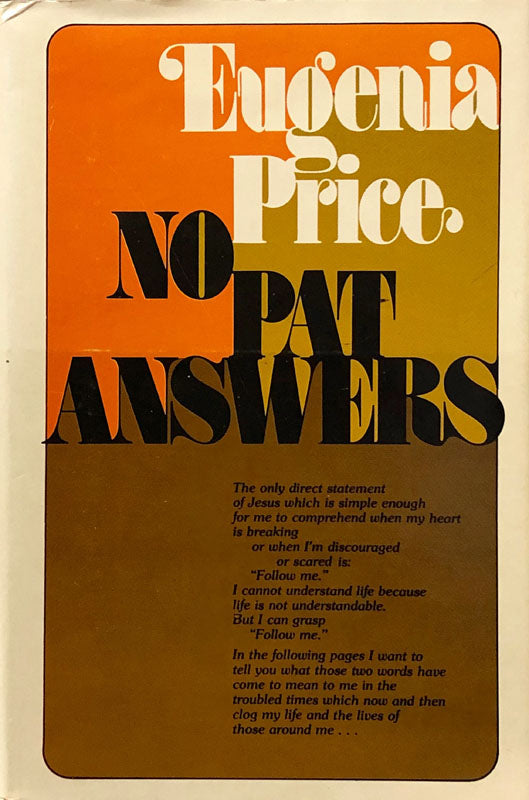 Eugenia
Price
NO
PAT
ANSWERS
The only direct statement
of Jesus which is simple enough
for me to comprehend when my heart
is breaking
or when I'm discouraged
or scared is:
"Follow me."
I cannot understand life because
life is not understandable.
But I can grasp
"Follow me."
In the following pages I want to
tell you what those two words have
come to mean to me in the
troubled times which now and then
clog my life and the lives of
those around me . . .